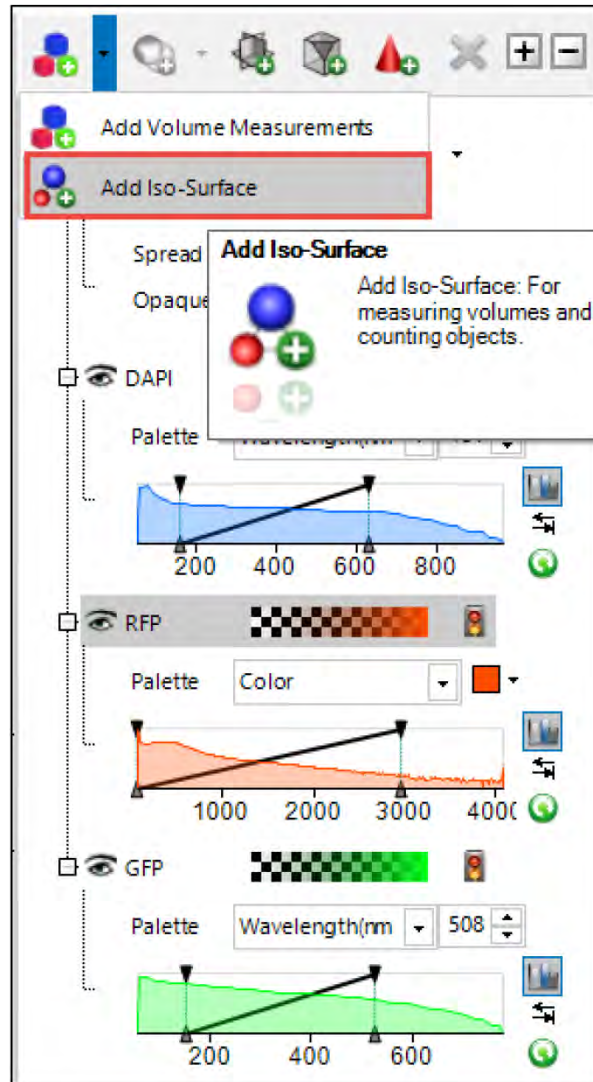 Add Volume Measurements
Add Iso-Surface
Spread
Add Iso-Surface
Opaque
Add Iso-Surface: For
measuring volumes and
counting objects.
DAPI
Palette
200 400 600 800
RFP
Palette Color
1000 2000 3000 4000
GFP
Palette Wavelength(nm 508
200 400 600